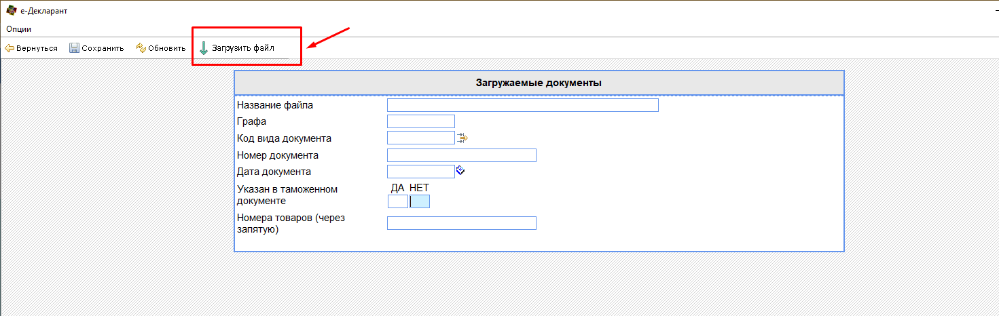 е-Декларант
Опции
Вернуться Сохранить Обновить Загрузить файл
Загружаемые документы
Название файла
Графа
Код вида документа
Номер документа
Дата документа
ДА НЕТ
Указан в таможенном
документе
Номера товаров (через
запятую)